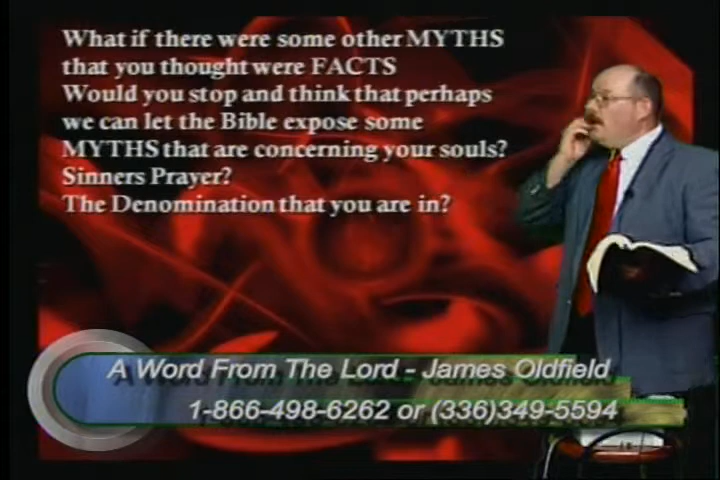 What if there were some other MYTHS
that you thought were FACTS
Would you stop and think that perhaps
we can let the Bible expose some
MYTHS that are concerning your souls?
Sinners Prayer?
The Denomination that you are in?
A Word From The Lord - James Oldfield
1-866-498-6262 or (336)349-5594